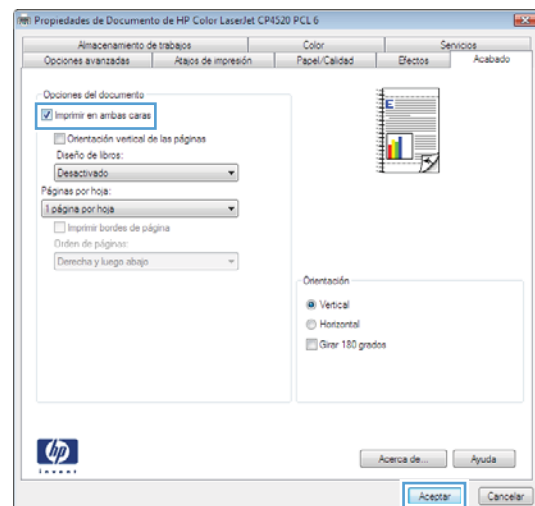 Propiedades de Documento de HP Color LaserJet CP4520 PCL 6
Almacenamiento de trabajos Color Servicios
Opciones avanzadas Atajos de impresión Papel/Calidad Efectos Acabado
Opciones del documento
Imprimir en ambas caras
Orientación vertical de las páginas
Diseño de libros:
Desactivado
Páginas por hoja:
1 página por hoja
Imprimir bordes de página
Orden de páginas:
Derecha y luego abajo
E
Orientación
Vertical
Horizontal
Girar 180 grados
hp
invent
Acerca de... Ayuda
Aceptar Cancelar